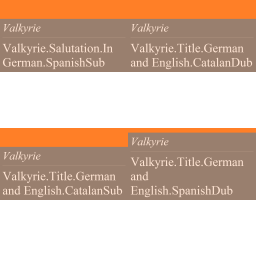 Valkyrie
Valkyrie.Salutation.In
German.SpanishSub
Valkyrie
Valkyrie.Title.German
and English.CatalanDub
Valkyrie
Valkyrie.Title.German
and English.CatalanSub
Valkyrie
Valkyrie.Title.German
and
English.SpanishDub